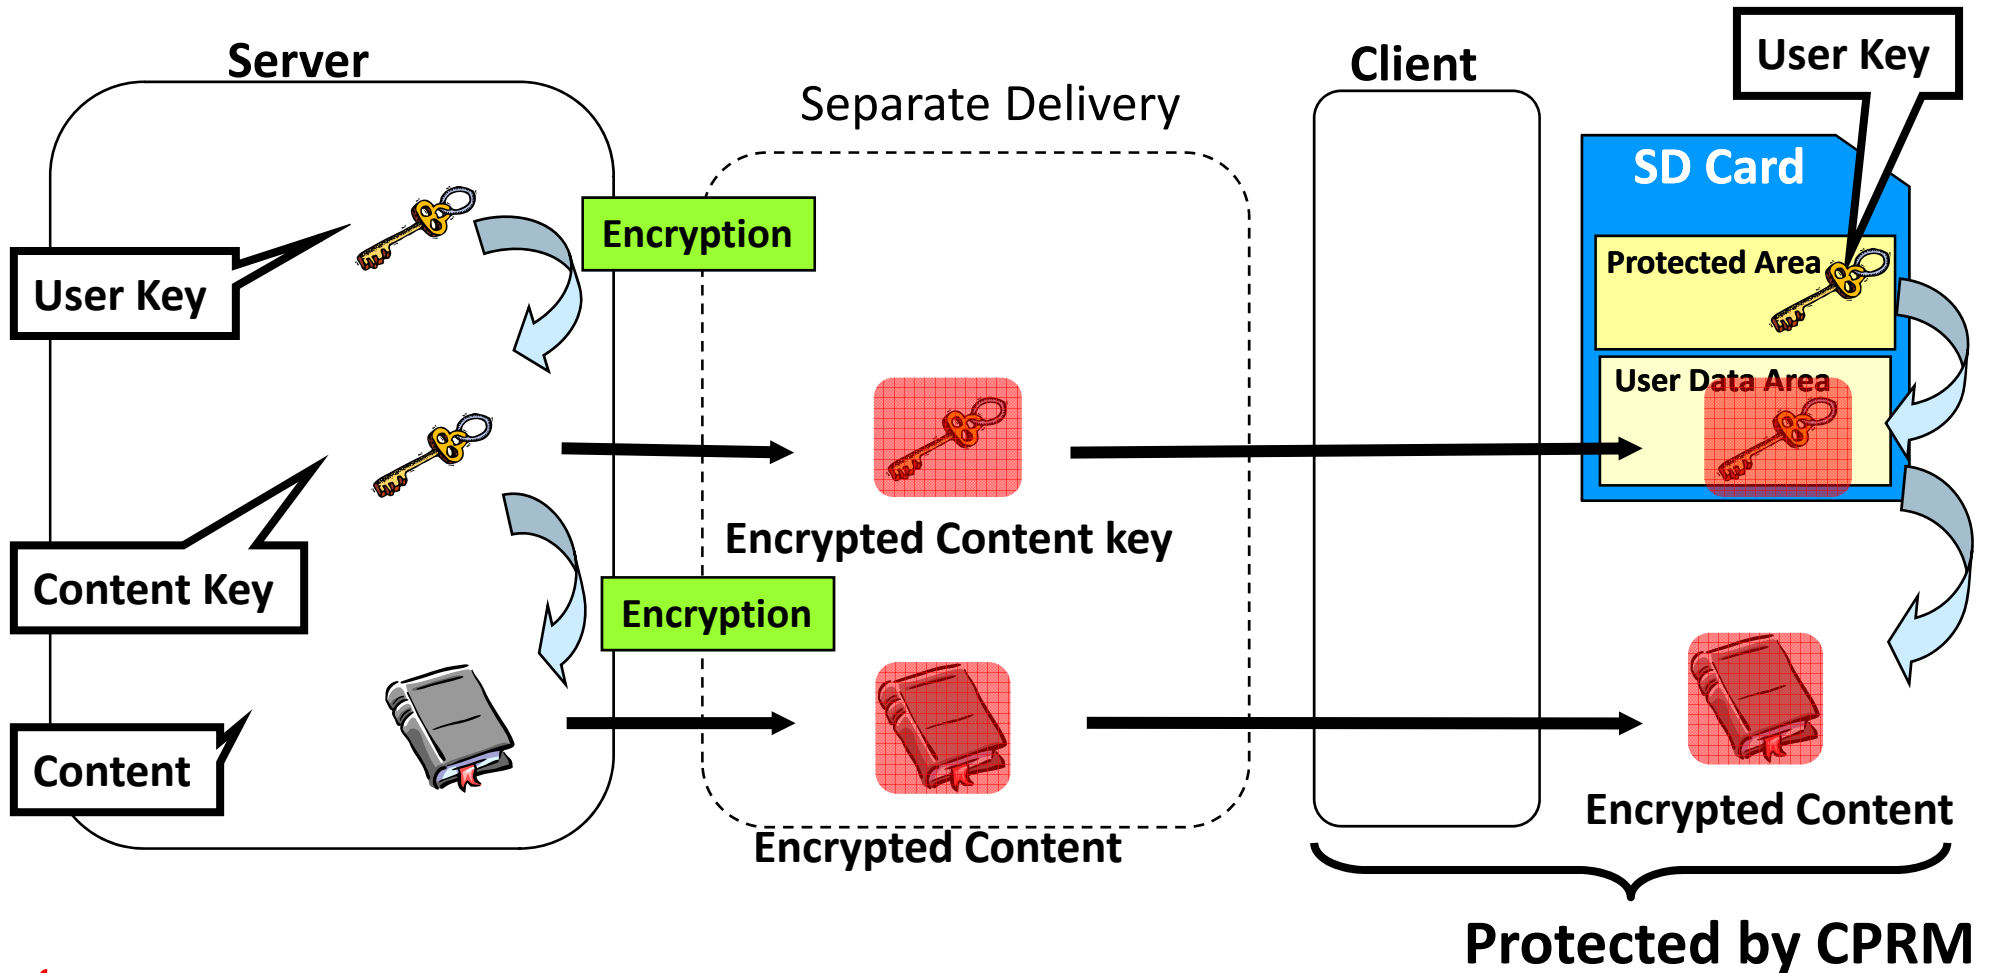 Server
Client
User Key
Separate Delivery
SD Card
Encryption
User Key
Protected Area
User Data Area
Encrypted Content key
Content Key
Encryption
Content
Encrypted Content
Encrypted Content
Protected by CPRM